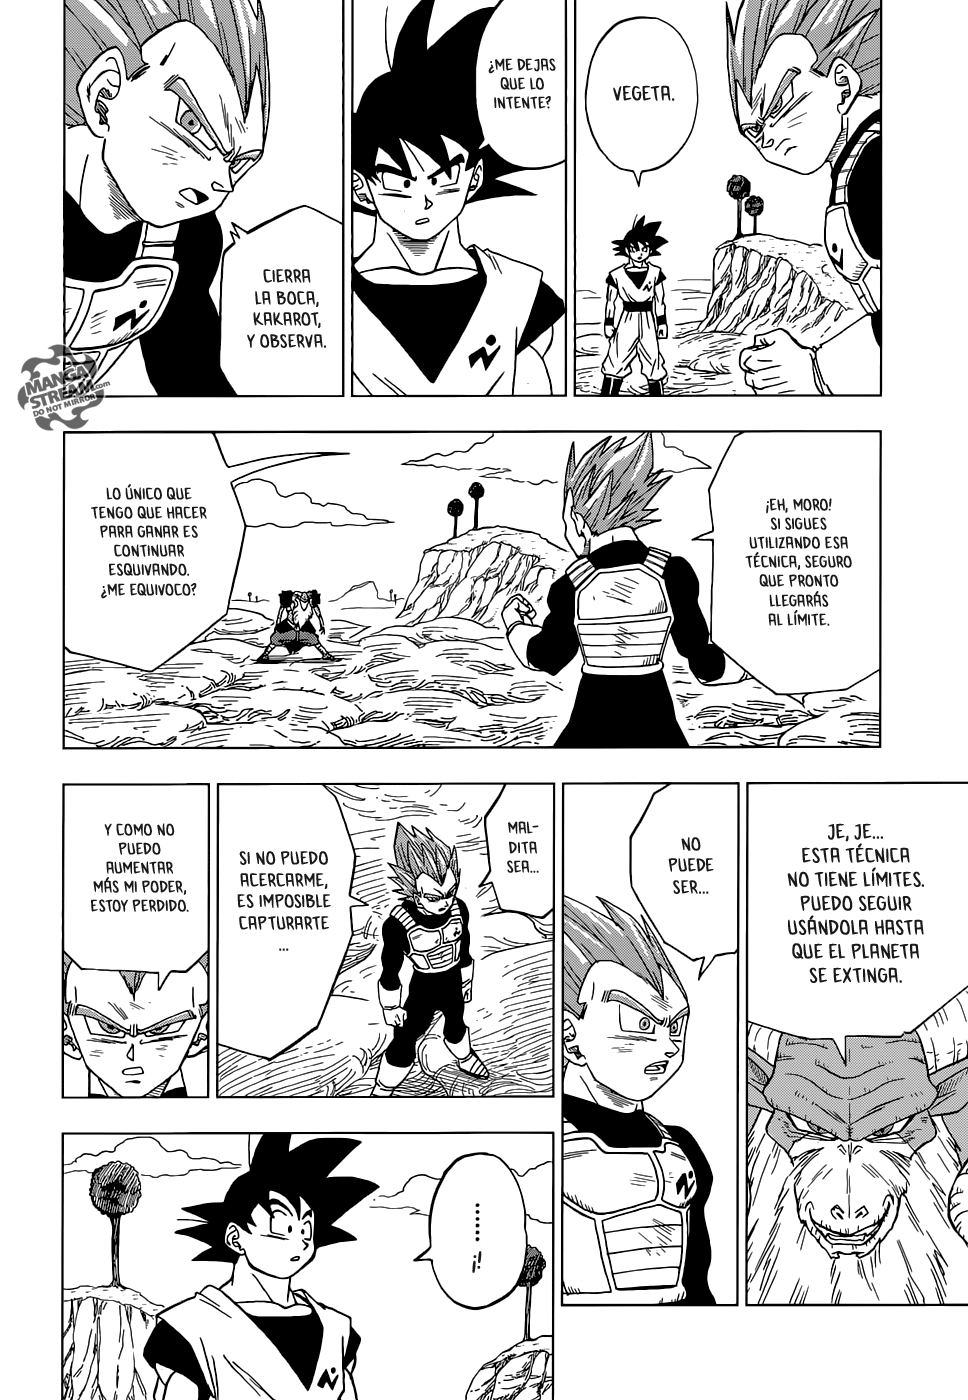 VEGETA.
¿ME DEJAS
QUE LO
INTENTE?
CIERRA
LA BOCA,
KAKAROT,
Y OBSERVA.
MANGA
STREAM.com
DO NOT MIRROR
¡EH, MORO!
SI SIGUES
UTILIZANDO ESA
TÉCNICA, SEGURO
QUE PRONTO
LLEGARÁS
AL LÍMITE.
LO ÚNICO QUE
TENGO QUE HACER
PARA GANAR ES
CONTINUAR
ESQUIVANDO.
¿ME EQUIVOCO?
JE, JE...
ESTA TÉCNICA
NO TIENE LÍMITES.
PUEDO SEGUIR
USÁNDOLA HASTA
QUE EL PLANETA
SE EXTINGA.
NO
PUEDE
SER...
MAL-
DITA
SEA...
SI NO PUEDO
ACERCARME,
ES IMPOSIBLE
CAPTURARTE
...
Y COMO NO
PUEDO
AUMENTAR
MÁS MI PODER,
ESTOY PERDIDO.
......¡!